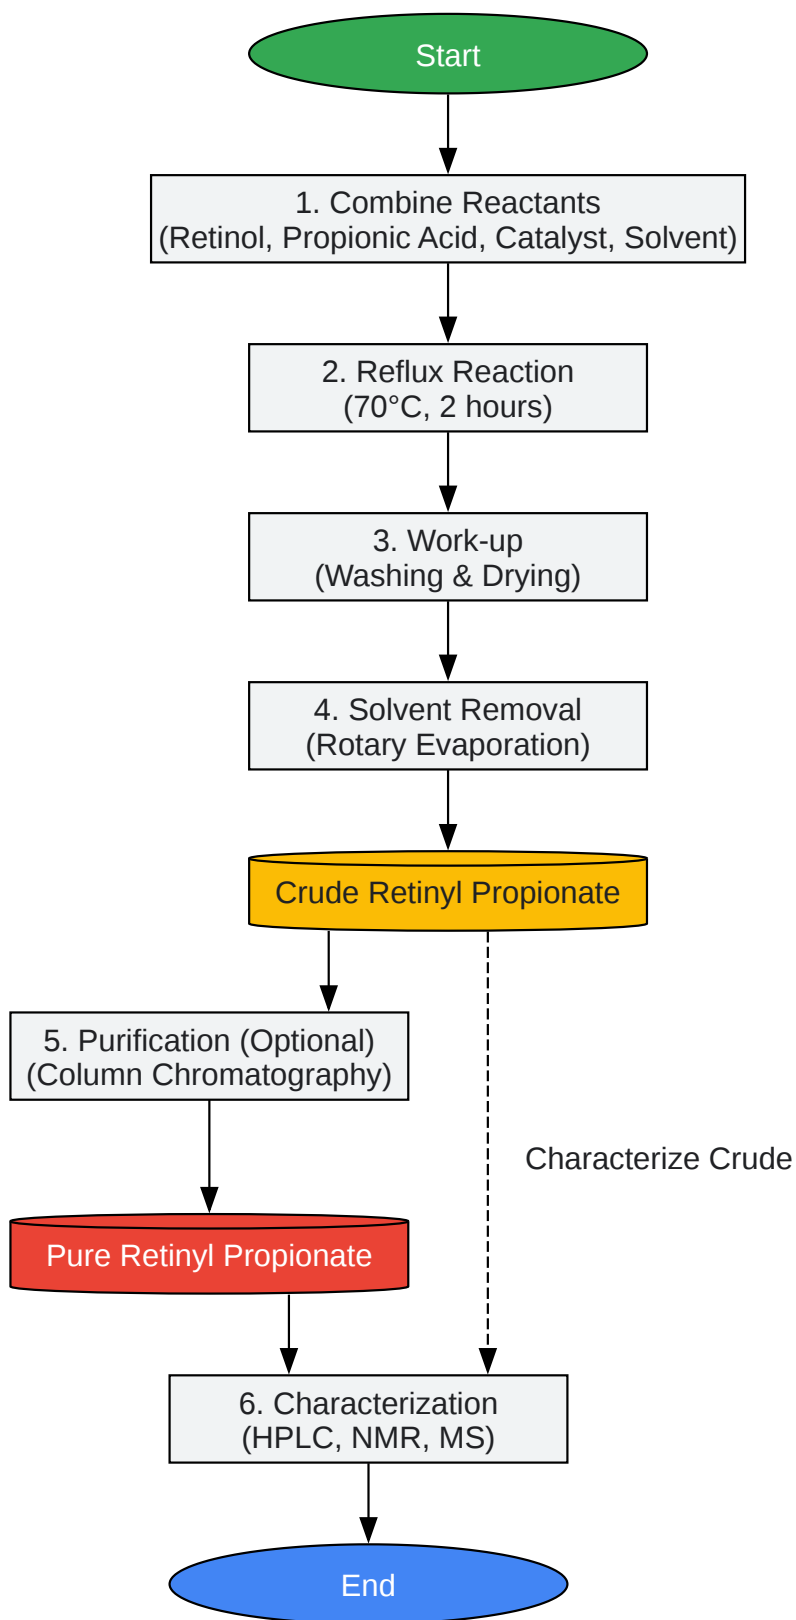 Start
1. Combine Reactants
(Retinol, Propionic Acid, Catalyst, Solvent)
2. Reflux Reaction
(70°C, 2 hours)
3. Work-up
(Washing & Drying)
4. Solvent Removal
(Rotary Evaporation)
Crude Retinyl Propionate
5. Purification (Optional)
(Column Chromatography)
Characterize Crude
Pure Retinyl Propionate
6. Characterization
(HPLC, NMR, MS)
End